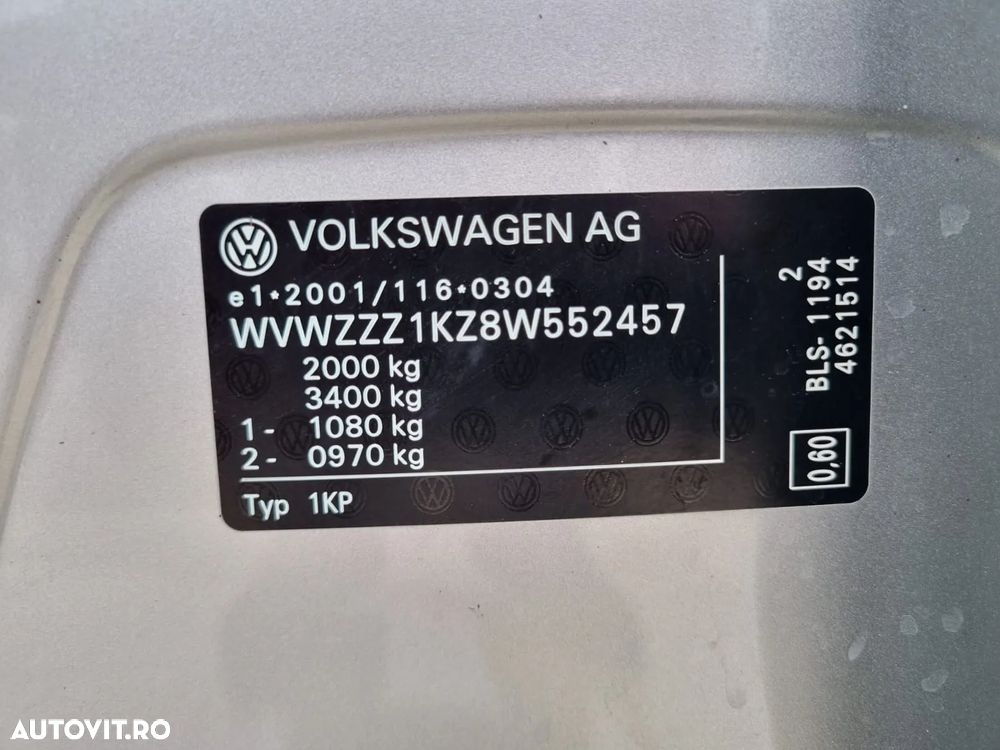 VOLKSWAGEN AG
e1*2001/116*0304
WVWZZZ1KZ8W552457
2000 kg
3400 kg
1- 1080 kg
2- 0970 kg
Typ 1KP
2
BLS- 1194
4621514
0,60
AUTOVIT.RO